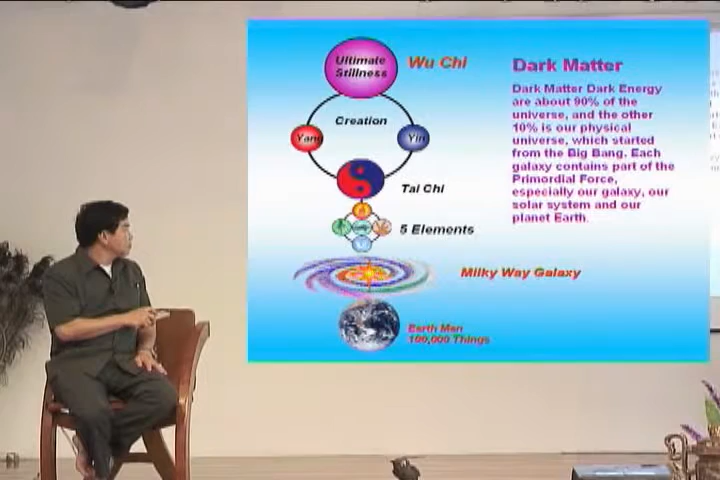 Ultimate
Stillness
Wu Chi
Creation
Yang
Yin
Tai Chi
5 Elements
Milky Way Galaxy
Earth Man
100,000 Things
Dark Matter
Dark Matter Dark Energy
are about 90% of the
universe, and the other
10% is our physical
universe, which started
from the Big Bang. Each
galaxy contains part of the
Primordial Force,
especially our galaxy, our
solar system and our
planet Earth.